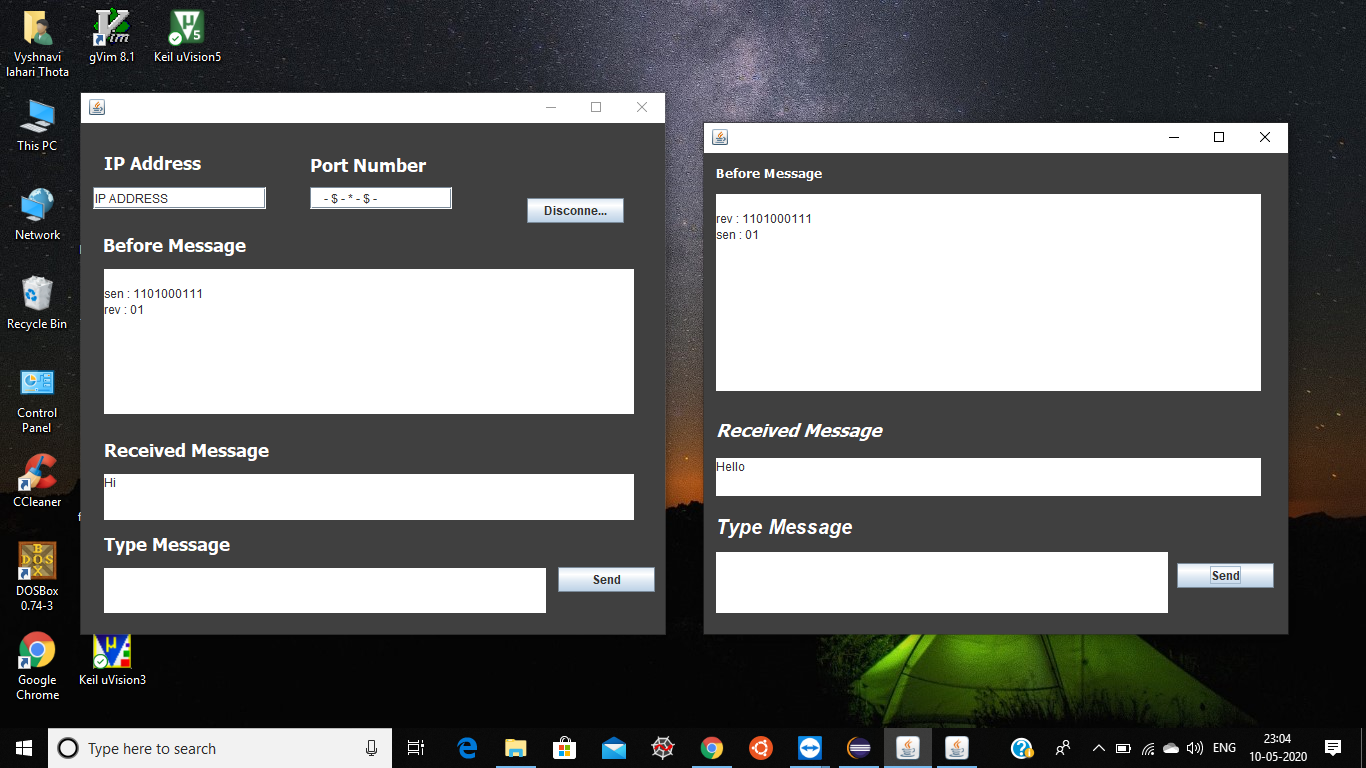 Vyshnavi
lahari Thota
gVim 8.1
Keil uVision5
This PC
Network
Recycle Bin
Control
Panel
CCleaner
DOSBox
0.74-3
Google
Chrome
Keil uVision3
IP Address
Port Number
IP ADDRESS
- $ - * - $ -
Disconne...
Before Message
sen : 1101000111
rev : 01
Received Message
Hi
Type Message
Send
Before Message
rev : 1101000111
sen : 01
Received Message
Hello
Type Message
Send
Type here to search
ENG
23:04
10-05-2020